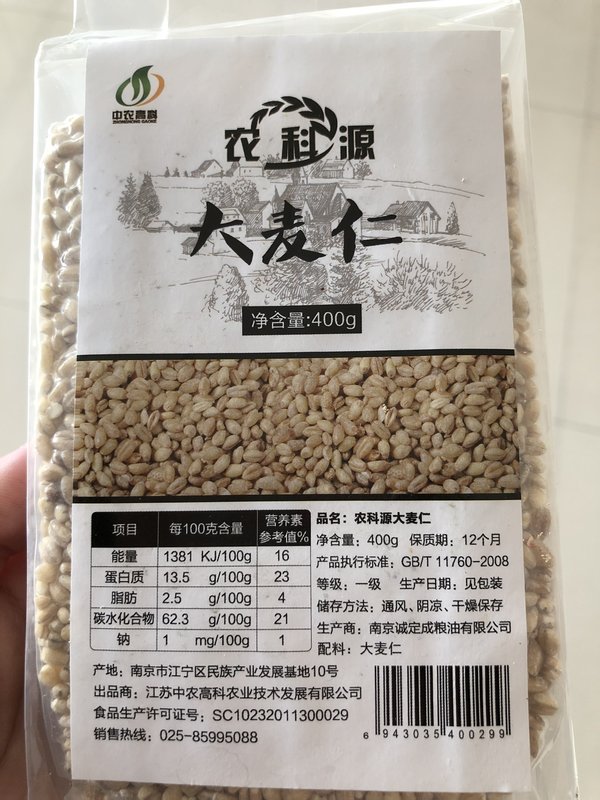 中农高科
ZHONGNONG GAOKE
农科源
大麦仁
净含量:400g
项目 每100克含量 营养素参考值%
能量 1381 KJ/100g 16
蛋白质 13.5 g/100g 23
脂肪 2.5 g/100g 4
碳水化合物 62.3 g/100g 21
钠 1 mg/100g 1
品名：农科源大麦仁
净含量：400g 保质期：12个月
产品执行标准：GB/T 11760-2008
等级：一级 生产日期：见包装
储存方法：通风、阴凉、干燥保存
生产商：南京诚定成粮油有限公司
配料：大麦仁
产地：南京市江宁区民族产业发展基地10号
出品商：江苏中农高科农业技术发展有限公司
食品生产许可证号：SC10232011300029
销售热线：025-85995088
6 943035 400299